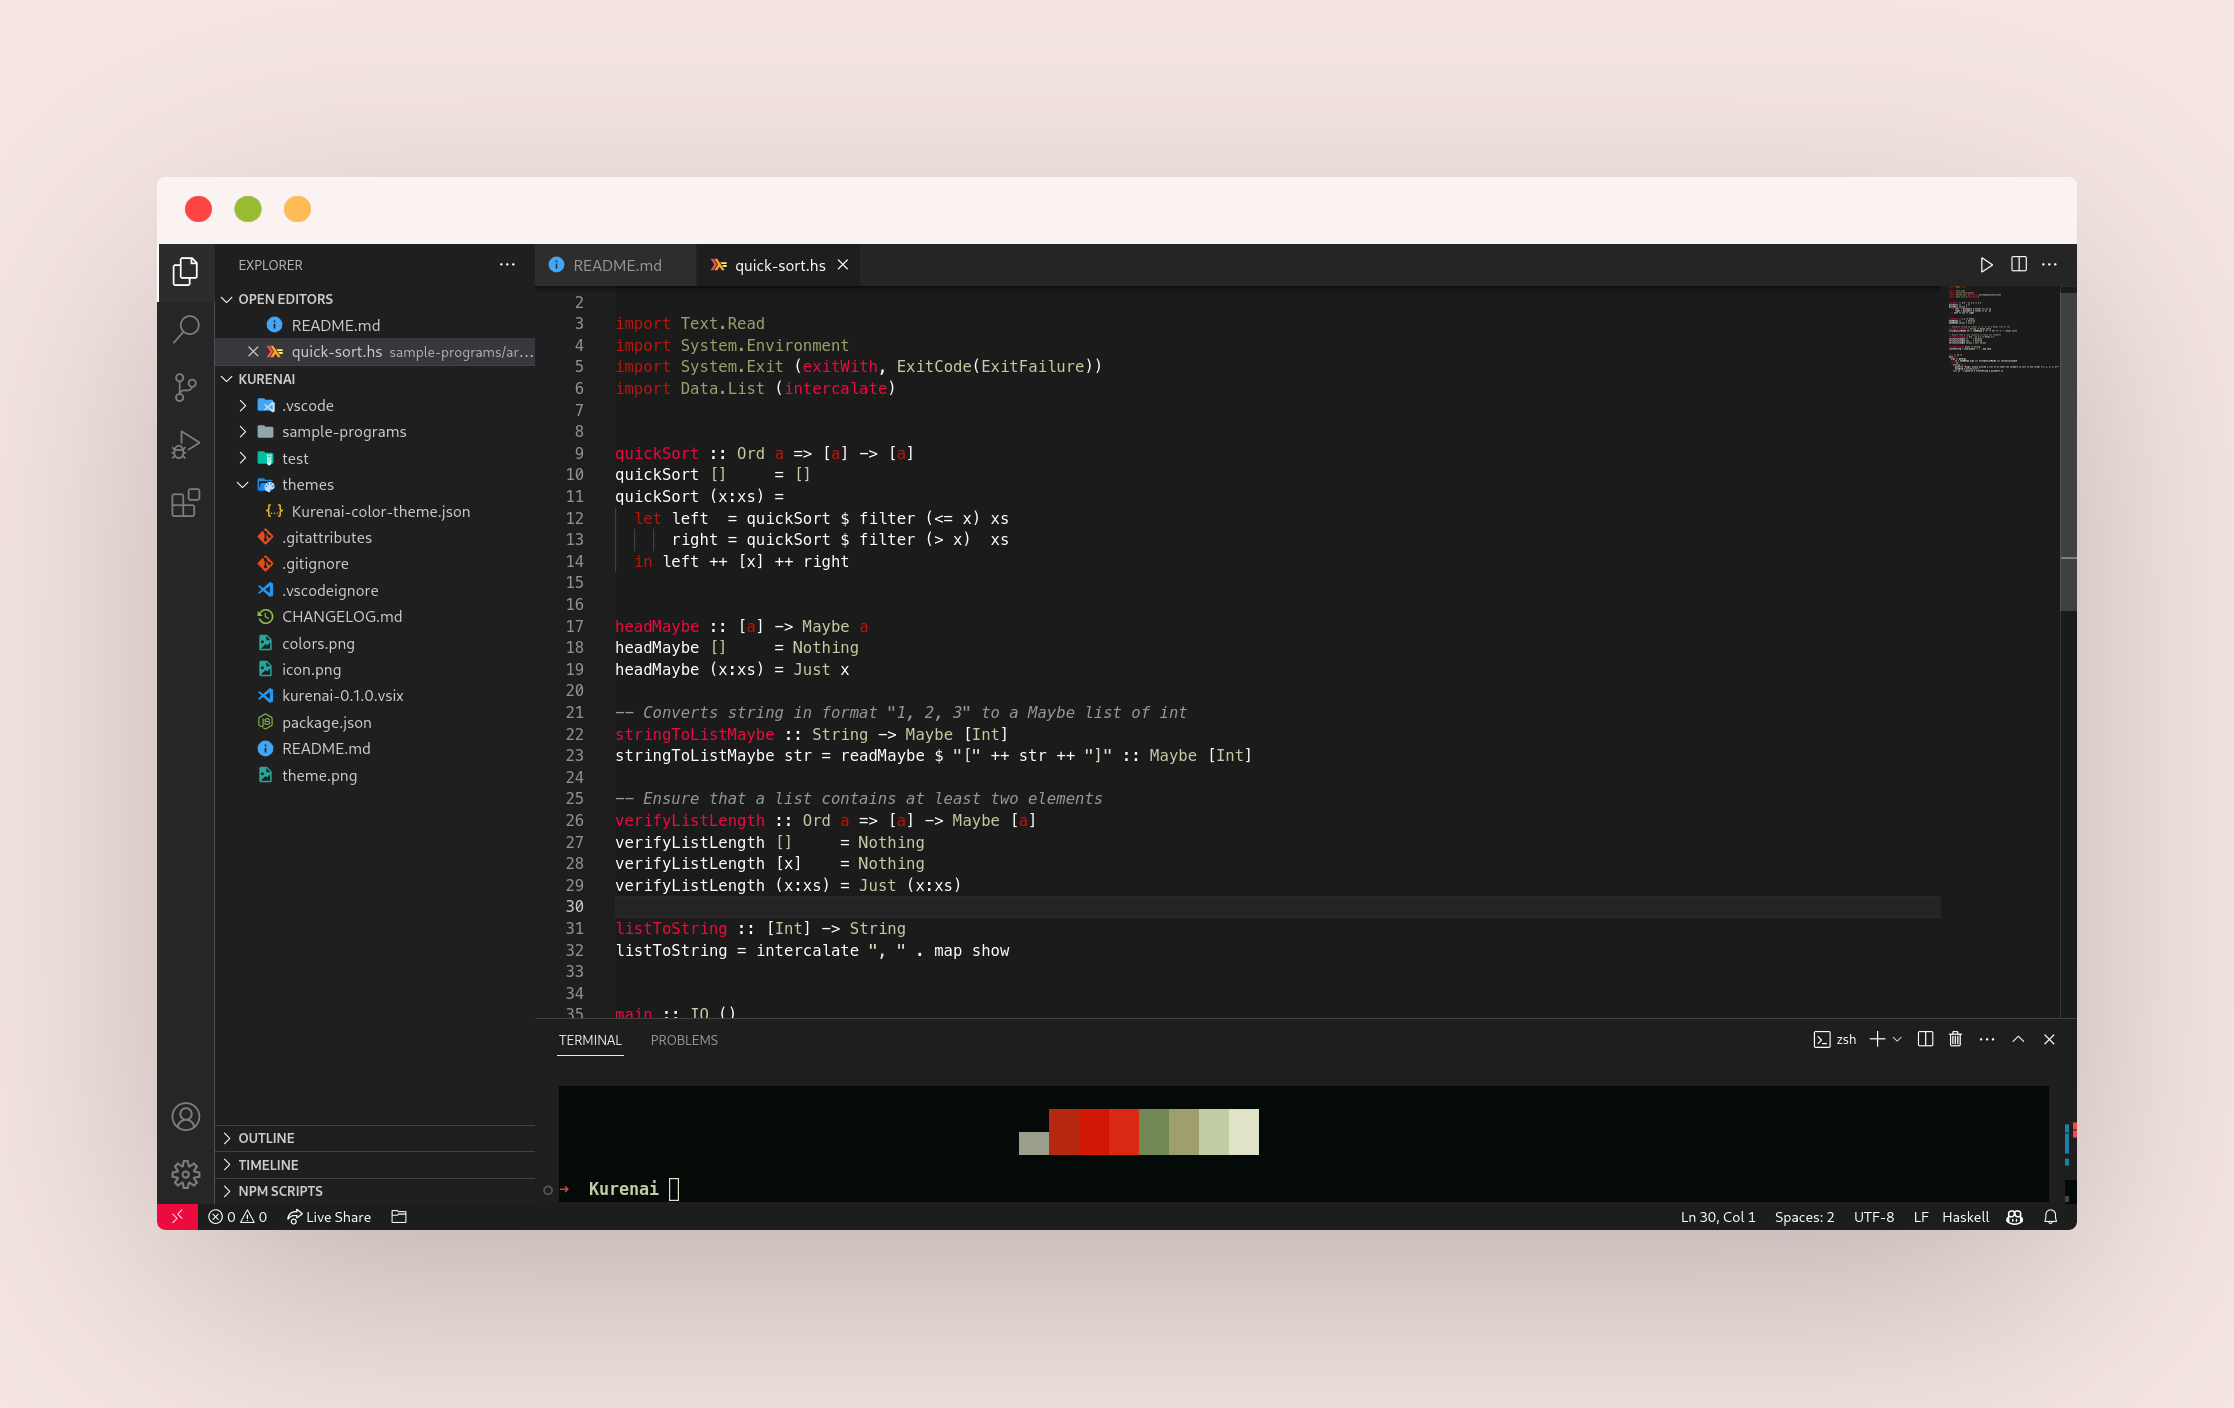 EXPLORER
OPEN EDITORS
README.md
quick-sort.hs sample-programs/ar...
KURENAI
.vscode
sample-programs
test
themes
Kurenai-color-theme.json
.gitattributes
.gitignore
.vscodeignore
CHANGELOG.md
colors.png
icon.png
kurenai-0.1.0.vsix
package.json
README.md
theme.png
OUTLINE
TIMELINE
NPM SCRIPTS
README.md quick-sort.hs
2
3 import Text.Read
4 import System.Environment
5 import System.Exit (exitWith, ExitCode(ExitFailure))
6 import Data.List (intercalate)
7
8
9 quickSort :: Ord a => [a] -> [a]
10 quickSort []     = []
11 quickSort (x:xs) =
12   let left  = quickSort $ filter (<= x) xs
13       right = quickSort $ filter (> x)  xs
14   in left ++ [x] ++ right
15
16
17 headMaybe :: [a] -> Maybe a
18 headMaybe []     = Nothing
19 headMaybe (x:xs) = Just x
20
21 -- Converts string in format "1, 2, 3" to a Maybe list of int
22 stringToListMaybe :: String -> Maybe [Int]
23 stringToListMaybe str = readMaybe $ "[" ++ str ++ "]" :: Maybe [Int]
24
25 -- Ensure that a list contains at least two elements
26 verifyListLength :: Ord a => [a] -> Maybe [a]
27 verifyListLength []     = Nothing
28 verifyListLength [x]    = Nothing
29 verifyListLength (x:xs) = Just (x:xs)
30
31 listToString :: [Int] -> String
32 listToString = intercalate ", " . map show
33
34
35 main :: IO ()
TERMINAL PROBLEMS
zsh
➜ Kurenai
0 0 Live Share
Ln 30, Col 1 Spaces: 2 UTF-8 LF Haskell